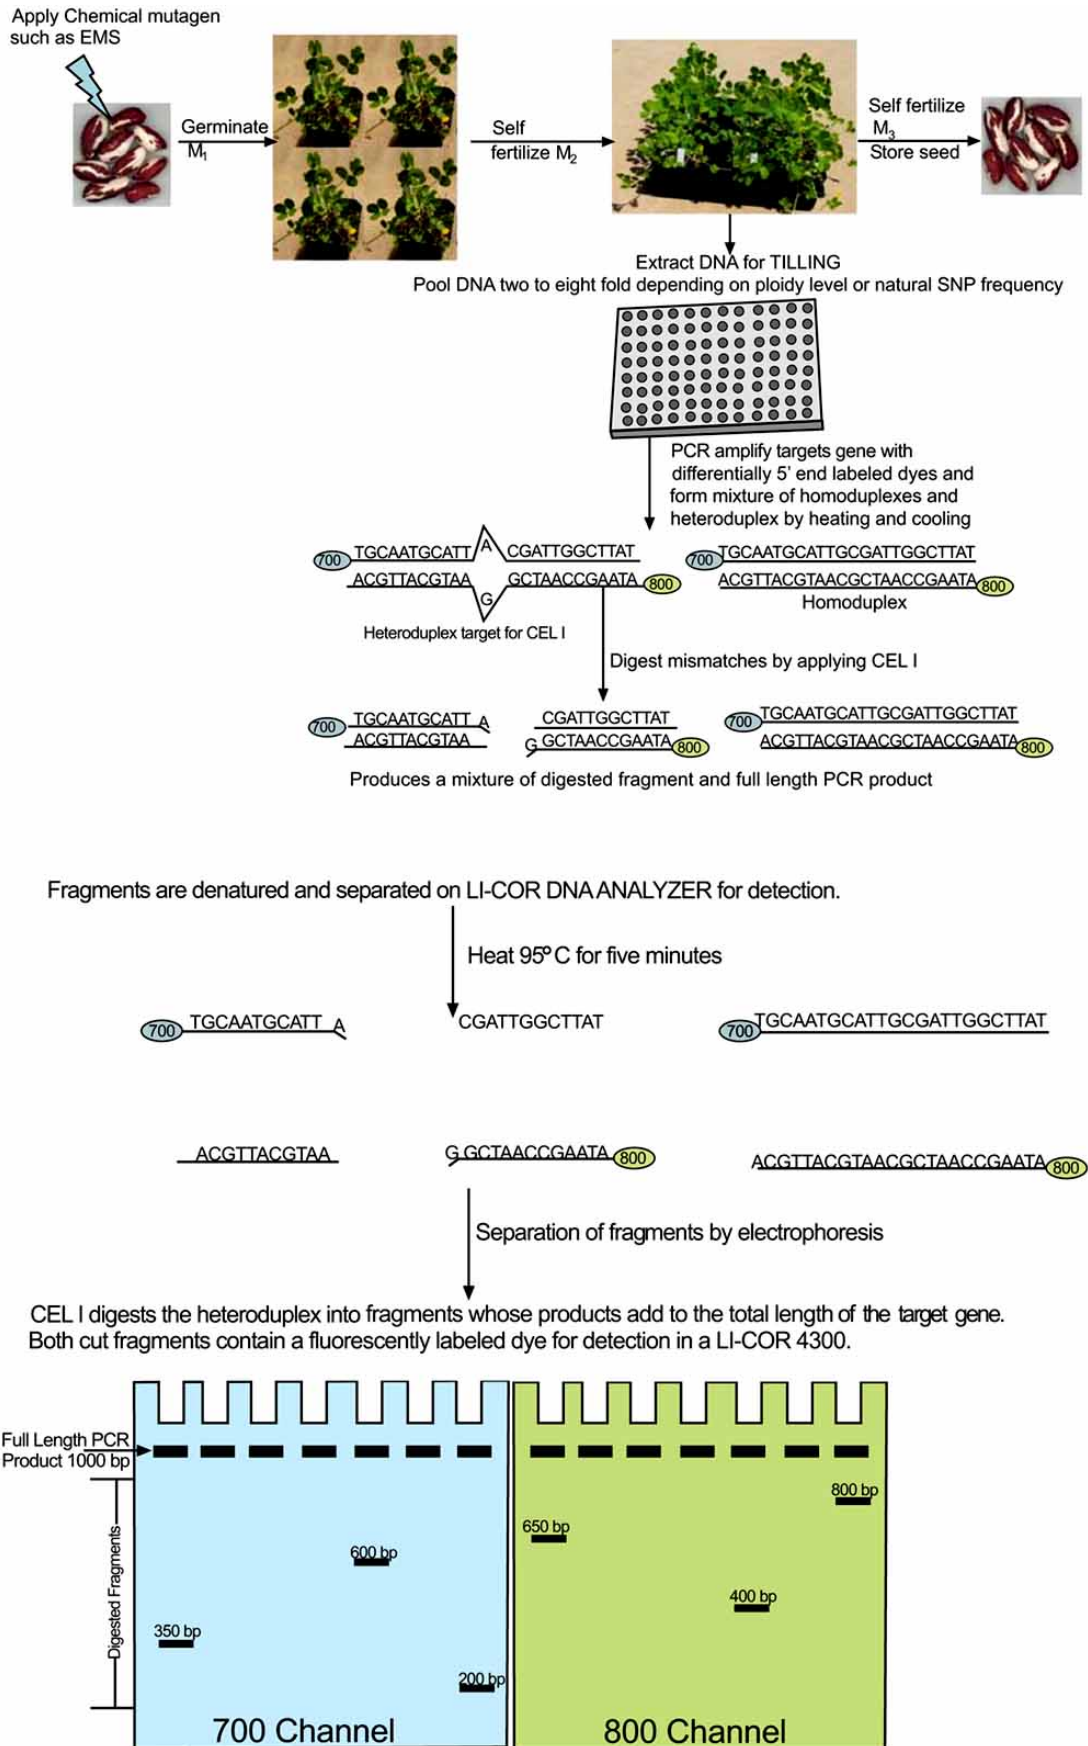 Apply Chemical mutagen
such as EMS
Germinate
M1
Self
fertilize M2
Self fertilize
M3
Store seed
Extract DNA for TILLING
Pool DNA two to eight fold depending on ploidy level or natural SNP frequency
PCR amplify targets gene with
differentially 5' end labeled dyes and
form mixture of homoduplexes and
heteroduplex by heating and cooling
700 TGCAATGCATT A CGATTGGCTTAT
ACGTTACGTAA G GCTAACCGAATA 800
Heteroduplex target for CEL I
700 TGCAATGCATTGCGATTGGCTTAT
ACGTTACGTAACGCTAACCGAATA 800
Homoduplex
Digest mismatches by applying CEL I
700 TGCAATGCATT A
ACGTTACGTAA
CGATTGGCTTAT
G GCTAACCGAATA 800
700 TGCAATGCATTGCGATTGGCTTAT
ACGTTACGTAACGCTAACCGAATA 800
Produces a mixture of digested fragment and full length PCR product
Fragments are denatured and separated on LI-COR DNA ANALYZER for detection.
Heat 95º C for five minutes
700 TGCAATGCATT A
CGATTGGCTTAT
700 TGCAATGCATTGCGATTGGCTTAT
ACGTTACGTAA
G GCTAACCGAATA 800
ACGTTACGTAACGCTAACCGAATA 800
Separation of fragments by electrophoresis
CEL I digests the heteroduplex into fragments whose products add to the total length of the target gene.
Both cut fragments contain a fluorescently labeled dye for detection in a LI-COR 4300.
Full Length PCR
Product 1000 bp
Digested Fragments
600 bp
350 bp
200 bp
700 Channel
800 bp
650 bp
400 bp
800 Channel